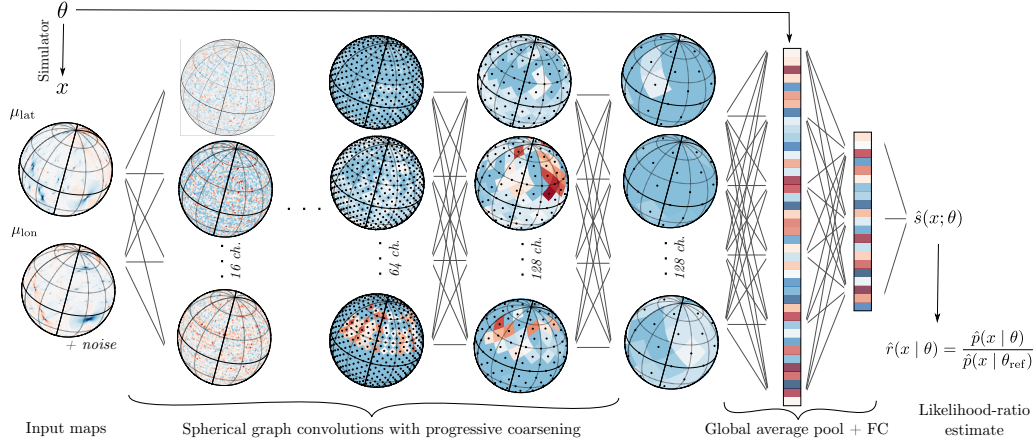 θ
Simulator
x
μ_lat
μ_lon
+ noise
. . .
16 ch.
64 ch.
128 ch.
128 ch.
ŝ(x; θ)
r̂(x | θ) = p̂(x | θ) / p̂(x | θ_ref)
Input maps
Spherical graph convolutions with progressive coarsening
Global average pool + FC
Likelihood-ratio
estimate